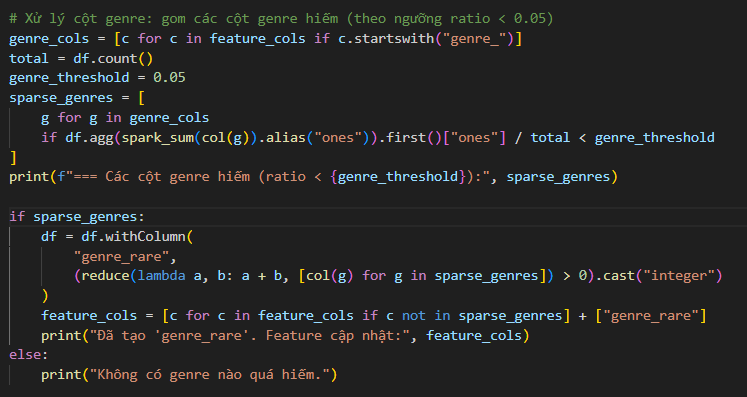 # Xử lý cột genre: gom các cột genre hiếm (theo ngưỡng ratio < 0.05)
genre_cols = [c for c in feature_cols if c.startswith("genre_")]
total = df.count()
genre_threshold = 0.05
sparse_genres = [
    g for g in genre_cols
    if df.agg(spark_sum(col(g)).alias("ones")).first()["ones"] / total < genre_threshold
]
print(f"=== Các cột genre hiếm (ratio < {genre_threshold}):", sparse_genres)

if sparse_genres:
    df = df.withColumn(
        "genre_rare",
        (reduce(lambda a, b: a + b, [col(g) for g in sparse_genres]) > 0).cast("integer")
    )
    feature_cols = [c for c in feature_cols if c not in sparse_genres] + ["genre_rare"]
    print("Đã tạo 'genre_rare'. Feature cập nhật:", feature_cols)
else:
    print("Không có genre nào quá hiếm.")